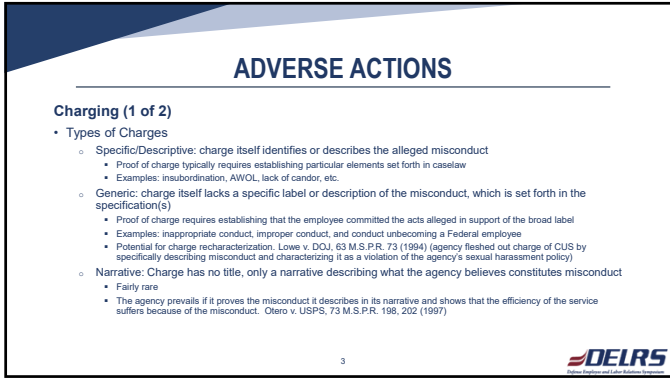 ADVERSE ACTIONS
Charging (1 of 2)
• Types of Charges
o Specific/Descriptive: charge itself identifies or describes the alleged misconduct
▪ Proof of charge typically requires establishing particular elements set forth in caselaw
▪ Examples: insubordination, AWOL, lack of candor, etc.
o Generic: charge itself lacks a specific label or description of the misconduct, which is set forth in the
specification(s)
▪ Proof of charge requires establishing that the employee committed the acts alleged in support of the broad label
▪ Examples: inappropriate conduct, improper conduct, and conduct unbecoming a Federal employee
▪ Potential for charge recharacterization. Lowe v. DOJ, 63 M.S.P.R. 73 (1994) (agency fleshed out charge of CUS by
specifically describing misconduct and characterizing it as a violation of the agency's sexual harassment policy)
o Narrative: Charge has no title, only a narrative describing what the agency believes constitutes misconduct
▪ Fairly rare
▪ The agency prevails if it proves the misconduct it describes in its narrative and shows that the efficiency of the service
suffers because of the misconduct. Otero v. USPS, 73 M.S.P.R. 198, 202 (1997)
3
DELRS
Defense Employee and Labor Relations Symposium